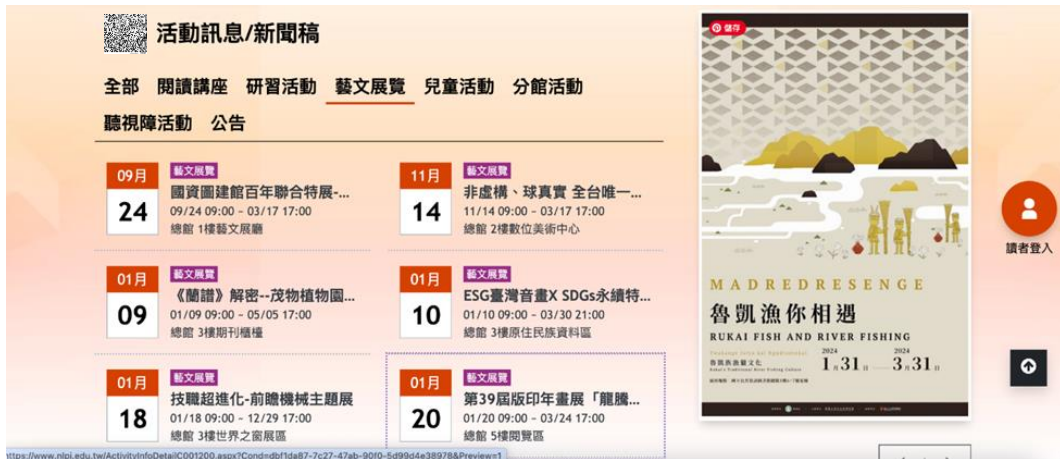 活動訊息/新聞稿
全部 閱讀講座 研習活動 藝文展覽 兒童活動 分館活動
聽視障活動 公告
09月
24
藝文展覽
國資圖建館百年聯合特展-...
09/24 09:00 - 03/17 17:00
總館 1樓藝文展廳
11月
14
藝文展覽
非虛構、球真實 全台唯一...
11/14 09:00 - 03/17 17:00
總館 2樓數位美術中心
01月
09
藝文展覽
《蘭譜》解密--茂物植物園...
01/09 09:00 - 05/05 17:00
總館 3樓期刊櫃檯
01月
10
藝文展覽
ESG臺灣音畫X SDGs永續特...
01/10 09:00 - 03/30 21:00
總館 3樓原住民族資料區
01月
18
藝文展覽
技職超進化-前瞻機械主題展
01/18 09:00 - 12/29 17:00
總館 3樓世界之窗展區
01月
20
藝文展覽
第39屆版印年畫展「龍騰...
01/20 09:00 - 03/24 17:00
總館 5樓閱覽區
儲存
MADREDRESENGE
魯凱漁你相遇
RUKAI FISH AND RIVER FISHING
魯凱族漁獵文化
Rukai's Traditional River Fishing Culture
2024 2024
1月31日 — 3月31日
讀者登入
https://www.nlpi.edu.tw/ActivityInfoDetailC001200.aspx?Cond=dbf1da87-7c27-47ab-90f0-5d99d4e38978&Preview=1